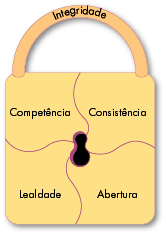 Integridade
Competência Consistência
Lealdade Abertura